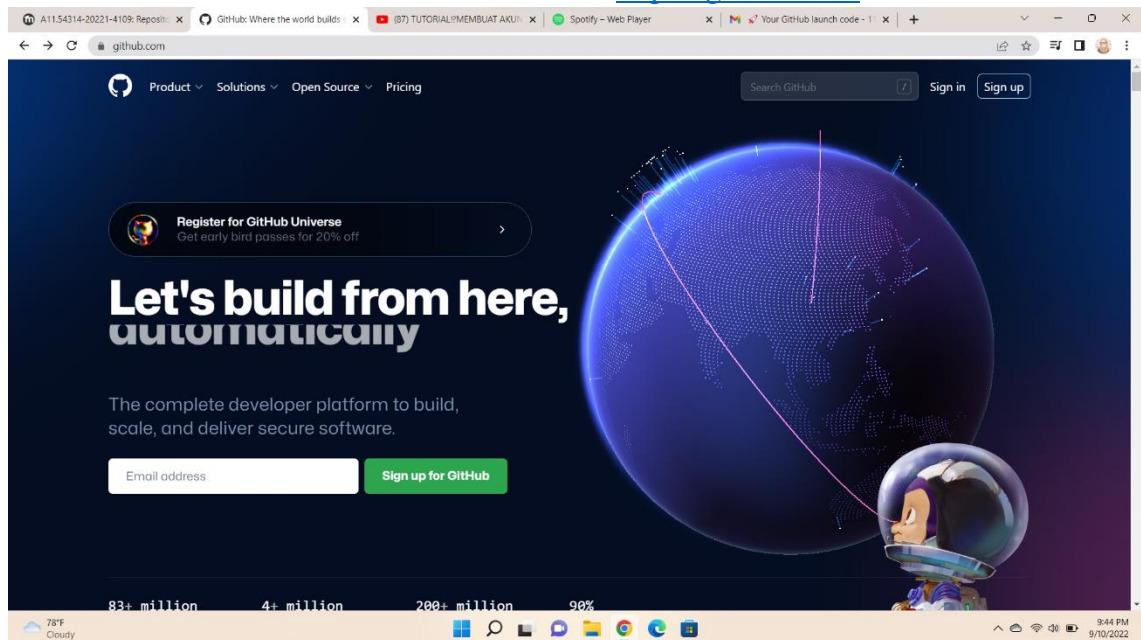 A11.54314-20221-4109: Reposito
GitHub: Where the world builds s
(87) TUTORIAL!!MEMBUAT AKUN
Spotify – Web Player
Your GitHub launch code - 1
github.com
Product
Solutions
Open Source
Pricing
Search GitHub
/
Sign in
Sign up
Register for GitHub Universe
Get early bird passes for 20% off
Let's build from here,
automatically
The complete developer platform to build,
scale, and deliver secure software.
Email address
Sign up for GitHub
83+ million
4+ million
200+ million
90%
78°F
Cloudy
9:44 PM
9/10/2022